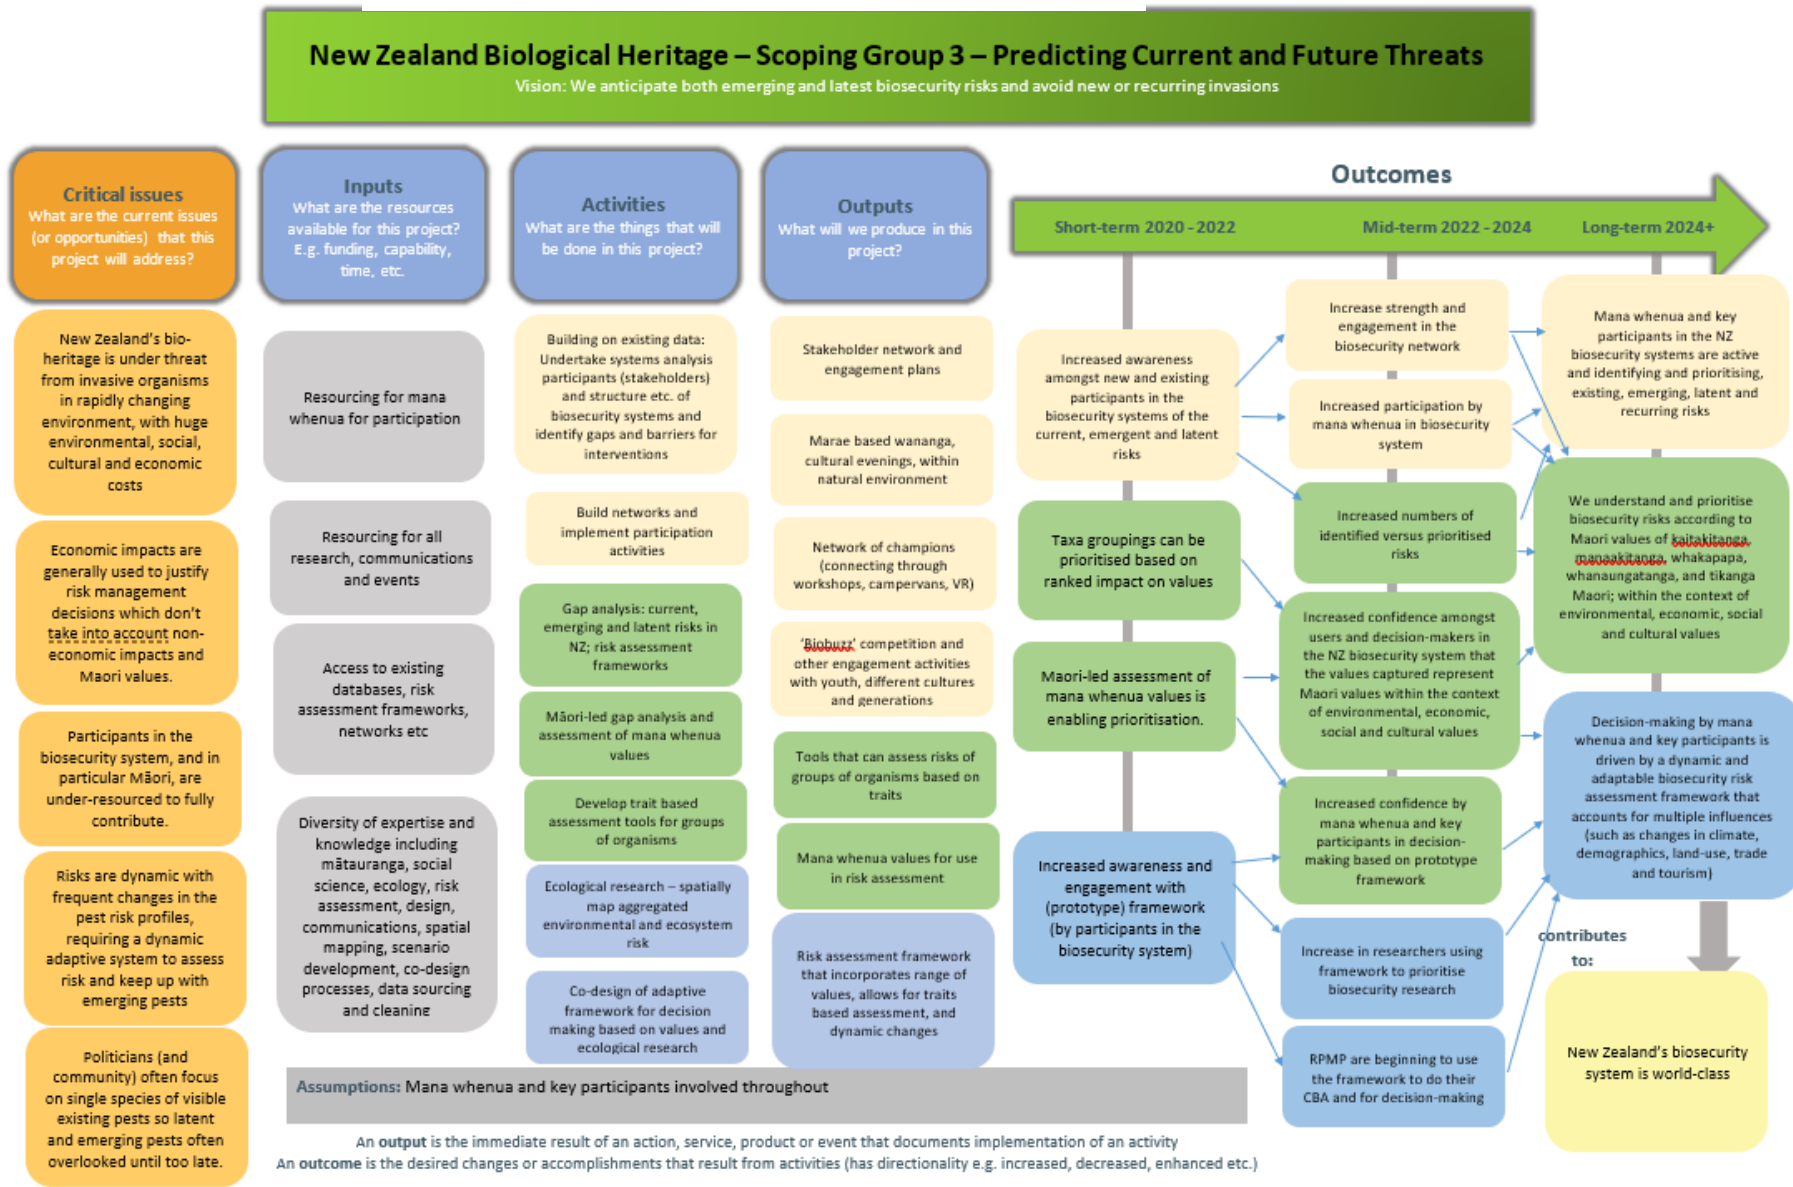 New Zealand Biological Heritage – Scoping Group 3 – Predicting Current and Future Threats
Vision: We anticipate both emerging and latest biosecurity risks and avoid new or recurring invasions
Critical issues
What are the current issues
(or opportunities) that this
project will address?
New Zealand's bio-
heritage is under threat
from invasive organisms
in rapidly changing
environment, with huge
environmental, social,
cultural and economic
costs
Economic impacts are
generally used to justify
risk management
decisions which don't
take into account non-
economic impacts and
Maori values.
Participants in the
biosecurity system, and in
particular Māori, are
under-resourced to fully
contribute.
Risks are dynamic with
frequent changes in the
pest risk profiles,
requiring a dynamic
adaptive system to assess
risk and keep up with
emerging pests
Politicians (and
community) often focus
on single species of visible
existing pests so latent
and emerging pests often
overlooked until too late.
Inputs
What are the resources
available for this project?
E.g. funding, capability,
time, etc.
Resourcing for mana
whenua for participation
Resourcing for all
research, communications
and events
Access to existing
databases, risk
assessment frameworks,
networks etc
Diversity of expertise and
knowledge including
mātauranga, social
science, ecology, risk
assessment, design,
communications, spatial
mapping, scenario
development, co-design
processes, data sourcing
and cleaning
Activities
What are the things that will
be done in this project?
Building on existing data:
Undertake systems analysis
participants (stakeholders)
and structure etc. of
biosecurity systems and
identify gaps and barriers for
interventions
Build networks and
implement participation
activities
Gap analysis: current,
emerging and latent risks in
NZ; risk assessment
frameworks
Māori-led gap analysis and
assessment of mana whenua
values
Develop trait based
assessment tools for groups
of organisms
Ecological research – spatially
map aggregated
environmental and ecosystem
risk
Co-design of adaptive
framework for decision
making based on values and
ecological research
Outputs
What will we produce in this
project?
Stakeholder network and
engagement plans
Marae based wananga,
cultural evenings, within
natural environment
Network of champions
(connecting through
workshops, campervans, VR)
'Biobuzz' competition and
other engagement activities
with youth, different cultures
and generations
Tools that can assess risks of
groups of organisms based on
traits
Mana whenua values for use
in risk assessment
Risk assessment framework
that incorporates range of
values, allows for traits
based assessment, and
dynamic changes
Outcomes
Short-term 2020 - 2022
Mid-term 2022 - 2024
Long-term 2024+
Increased awareness
amongst new and existing
participants in the
biosecurity systems of the
current, emergent and latent
risks
Taxa groupings can be
prioritised based on
ranked impact on values
Maori-led assessment of
mana whenua values is
enabling prioritisation.
Increased awareness and
engagement with
(prototype) framework
(by participants in the
biosecurity system)
Increase strength and
engagement in the
biosecurity network
Increased participation by
mana whenua in biosecurity
system
Increased numbers of
identified versus prioritised
risks
Increased confidence amongst
users and decision-makers in
the NZ biosecurity system that
the values captured represent
Maori values within the context
of environmental, economic,
social and cultural values
Increased confidence by
mana whenua and key
participants in decision-
making based on prototype
framework
Increase in researchers using
framework to prioritise
biosecurity research
RPMP are beginning to use
the framework to do their
CBA and for decision-making
Mana whenua and key
participants in the NZ
biosecurity systems are active
and identifying and prioritising,
existing, emerging, latent and
recurring risks
We understand and prioritise
biosecurity risks according to
Maori values of kaitakitanga,
manaakitanga, whakapapa,
whanaungatanga, and tikanga
Maori; within the context of
environmental, economic, social
and cultural values
Decision-making by mana
whenua and key participants is
driven by a dynamic and
adaptable biosecurity risk
assessment framework that
accounts for multiple influences
(such as changes in climate,
demographics, land-use, trade
and tourism)
contributes
to:
New Zealand's biosecurity
system is world-class
Assumptions: Mana whenua and key participants involved throughout
An output is the immediate result of an action, service, product or event that documents implementation of an activity
An outcome is the desired changes or accomplishments that result from activities (has directionality e.g. increased, decreased, enhanced etc.)